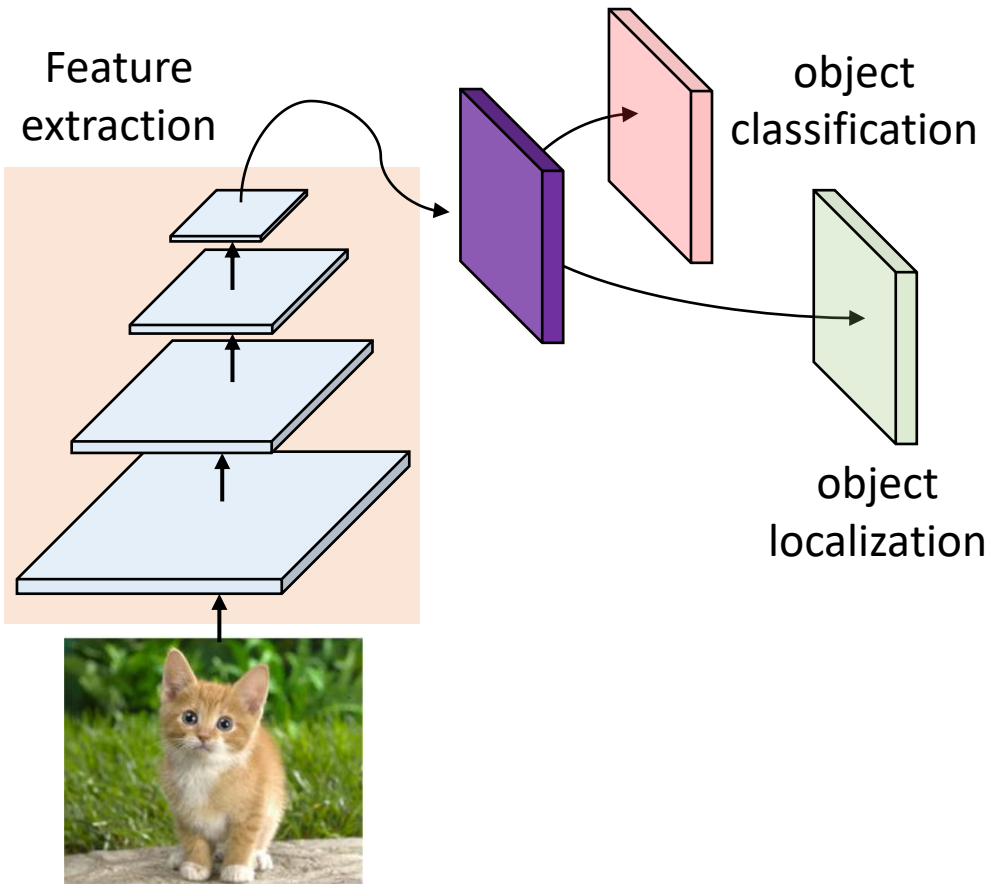 Feature
extraction
object
classification
object
localization